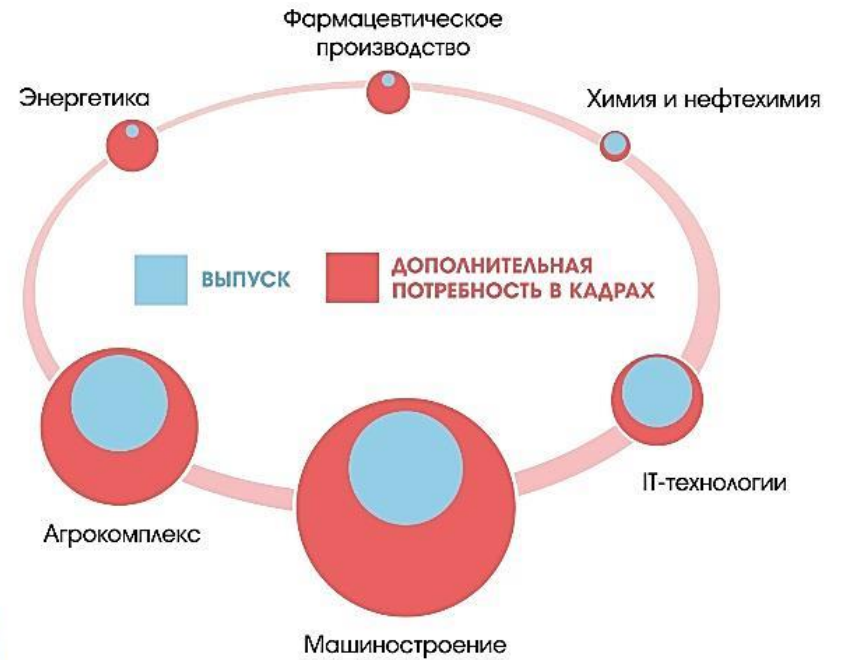 Фармацевтическое
производство
Энергетика
Химия и нефтехимия
ВЫПУСК
ДОПОЛНИТЕЛЬНАЯ
ПОТРЕБНОСТЬ В КАДРАХ
IT-технологии
Агрокомплекс
Машиностроение